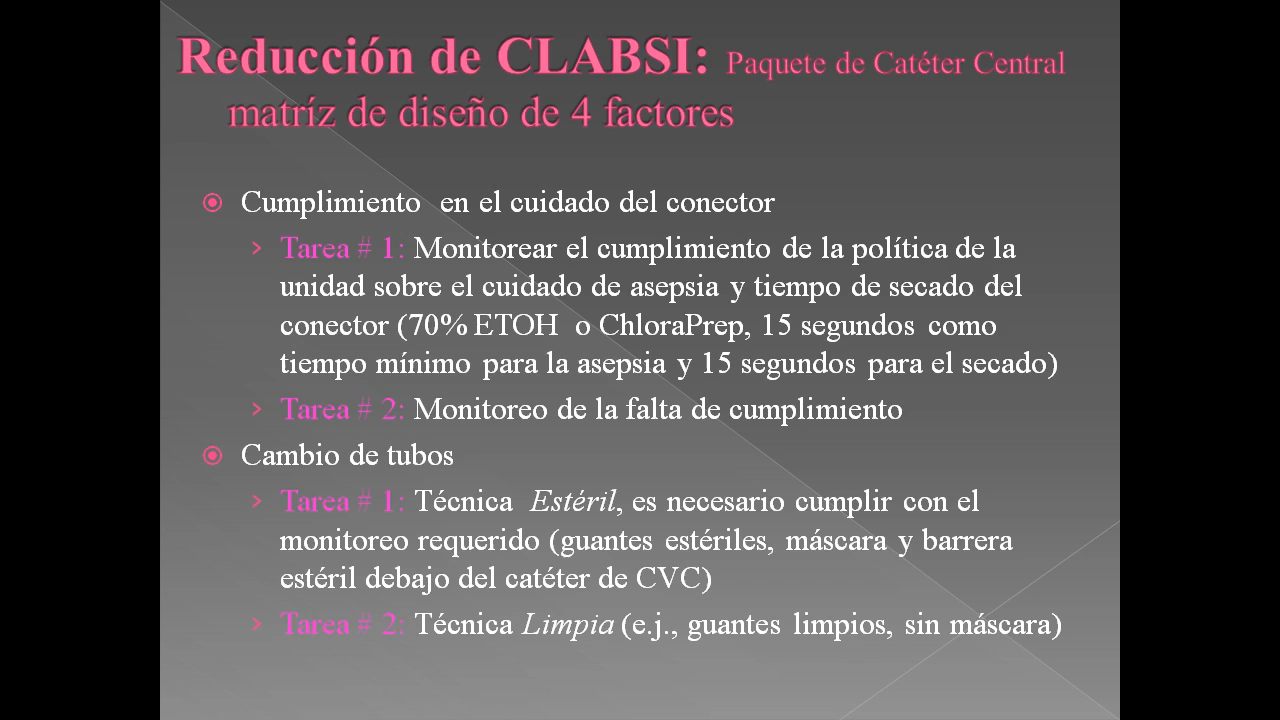 Reducción de CLABSI: Paquete de Catéter Central
matríz de diseño de 4 factores
Cumplimiento en el cuidado del conector
Tarea # 1: Monitorear el cumplimiento de la política de la
unidad sobre el cuidado de asepsia y tiempo de secado del
conector (70% ETOH o ChloraPrep, 15 segundos como
tiempo mínimo para la asepsia y 15 segundos para el secado)
Tarea # 2: Monitoreo de la falta de cumplimiento
Cambio de tubos
Tarea # 1: Técnica Estéril, es necesario cumplir con el
monitoreo requerido (guantes estériles, máscara y barrera
estéril debajo del catéter de CVC)
Tarea # 2: Técnica Limpia (e.j., guantes limpios, sin máscara)